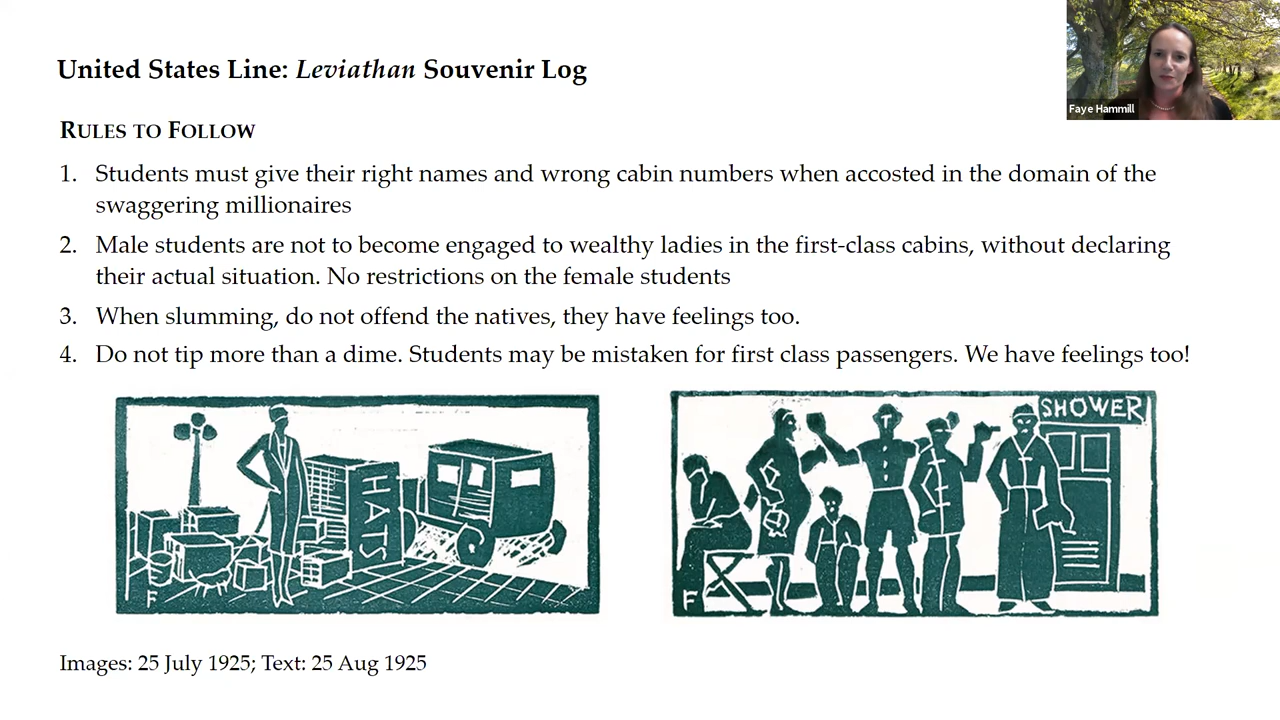 United States Line: Leviathan Souvenir Log
Faye Hammill
RULES TO FOLLOW
1. Students must give their right names and wrong cabin numbers when accosted in the domain of the
swaggering millionaires
2. Male students are not to become engaged to wealthy ladies in the first-class cabins, without declaring
their actual situation. No restrictions on the female students
3. When slumming, do not offend the natives, they have feelings too.
4. Do not tip more than a dime. Students may be mistaken for first class passengers. We have feelings too!
HATS
F
SHOWER
F
Images: 25 July 1925; Text: 25 Aug 1925